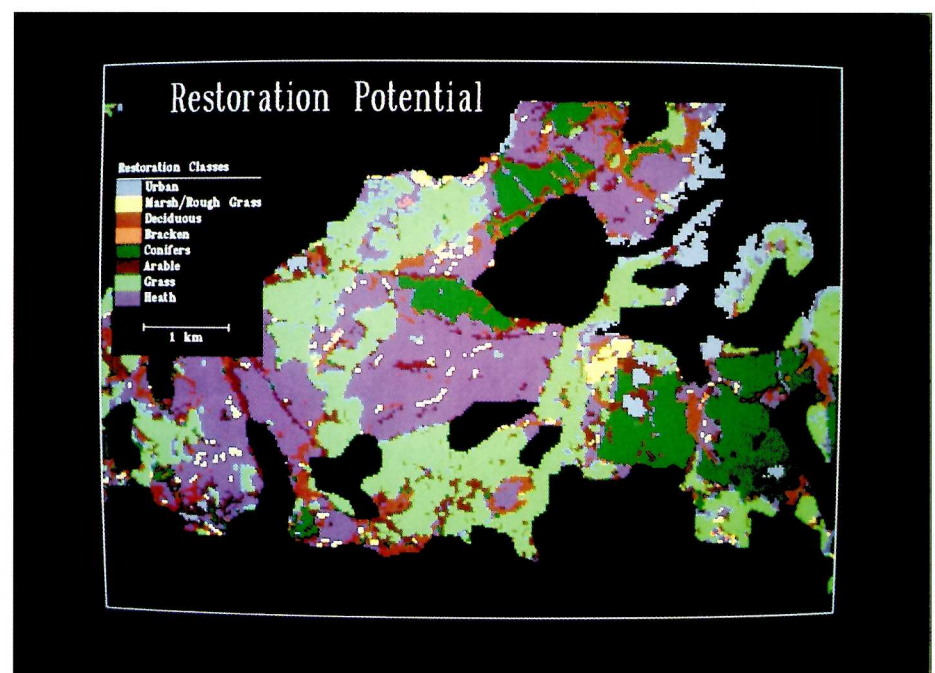 Restoration Potential
Restoration Classes
Urban
Marsh/Rough Grass
Deciduous
Bracken
Conifers
Arable
Grass
Heath
1 km